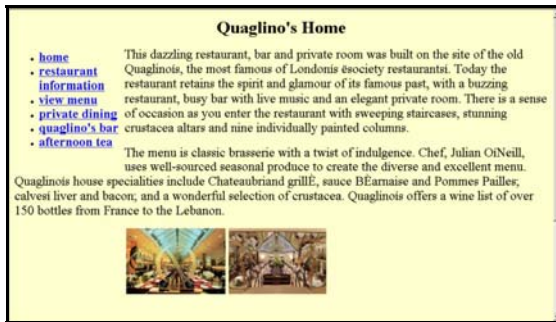 Quaglino's Home
home
restaurant
information
view menu
private dining
quaglino's bar
afternoon tea
This dazzling restaurant, bar and private room was built on the site of the old
Quaglinoís, the most famous of Londonís ësociety restaurantsí. Today the
restaurant retains the spirit and glamour of its famous past, with a buzzing
restaurant, busy bar with live music and an elegant private room. There is a sense
of occasion as you enter the restaurant with sweeping staircases, stunning
crustacea altars and nine individually painted columns.
The menu is classic brasserie with a twist of indulgence. Chef, Julian OíNeill,
uses well-sourced seasonal produce to create the diverse and excellent menu.
Quaglinoís house specialities include Chateaubriand grillÈ, sauce BÈarnaise and Pommes Pailles;
calvesí liver and bacon; and a wonderful selection of crustacea. Quaglinoís offers a wine list of over
150 bottles from France to the Lebanon.